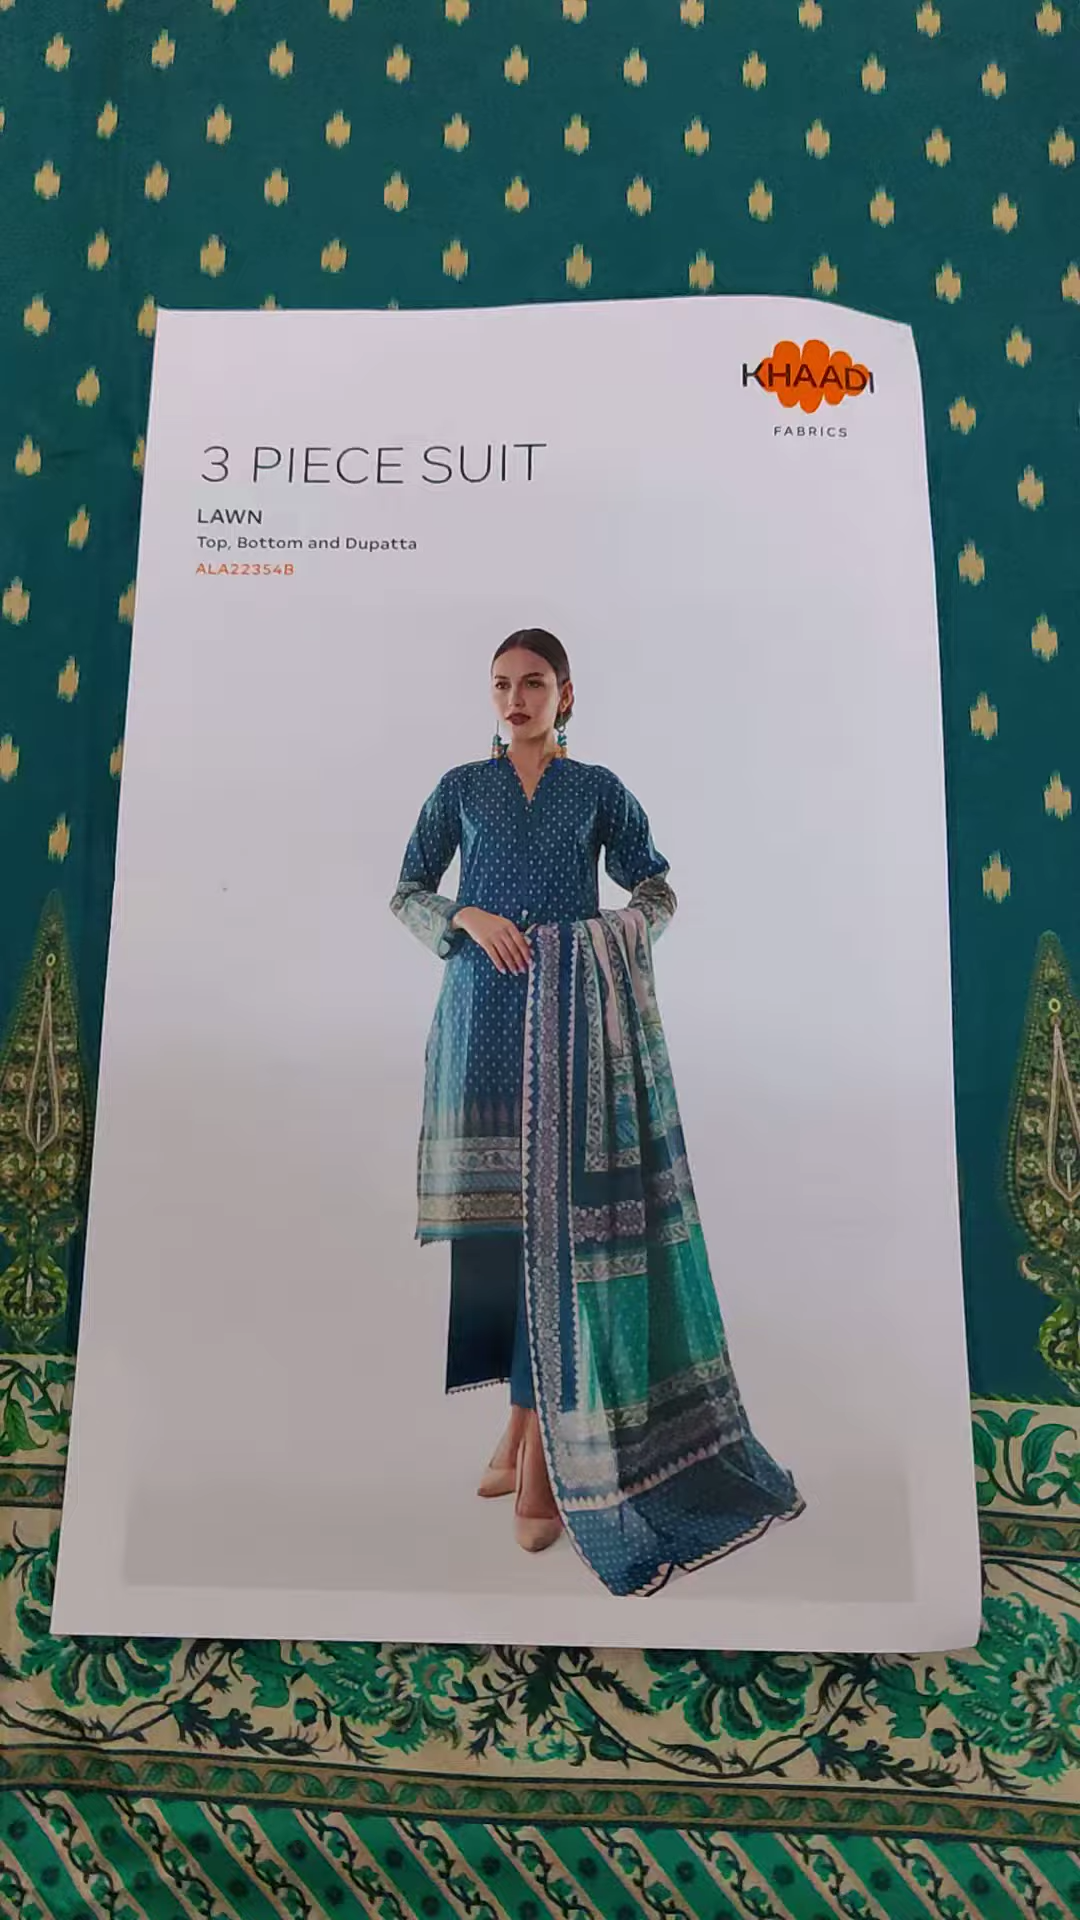 KHAADI
FABRICS
3 PIECE SUIT
LAWN
Top, Bottom and Dupatta
ALA22354B